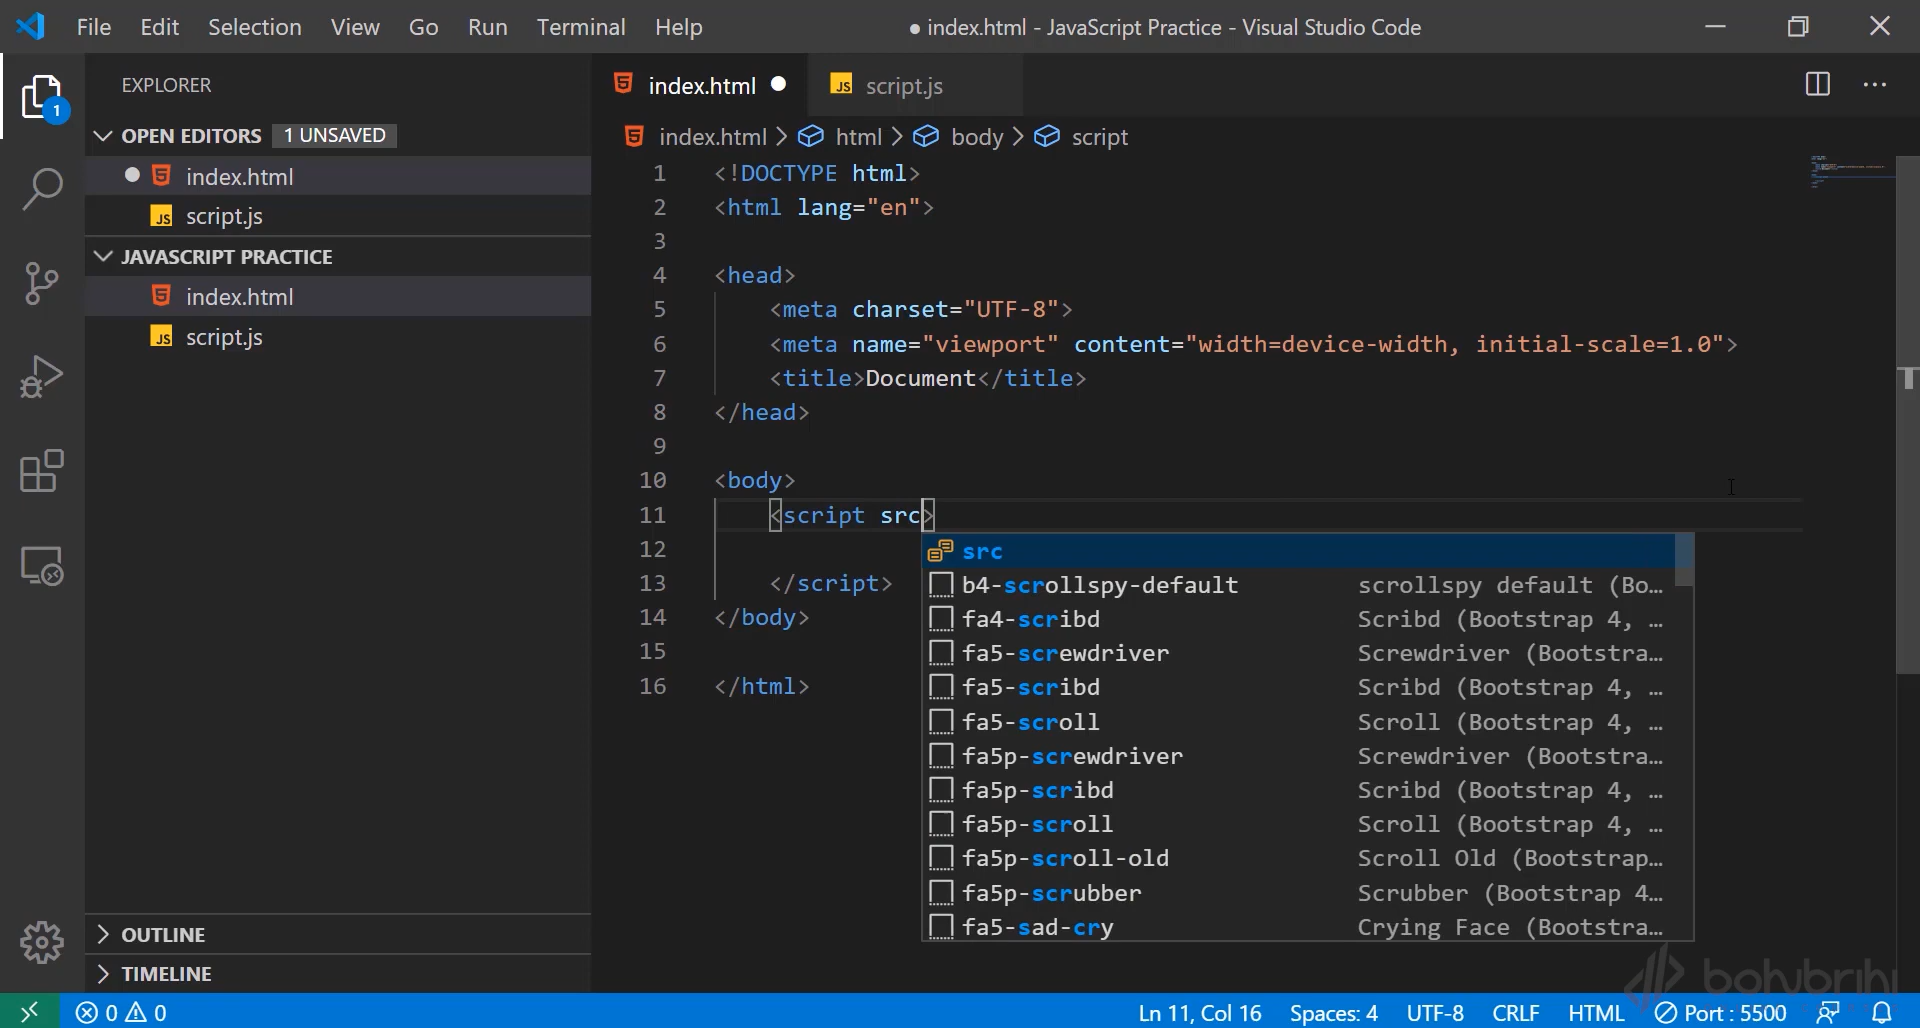 File Edit Selection View Go Run Terminal Help
● index.html - JavaScript Practice - Visual Studio Code
1
EXPLORER
OPEN EDITORS 1 UNSAVED
index.html
JS script.js
JAVASCRIPT PRACTICE
index.html
JS script.js
OUTLINE
TIMELINE
index.html ● JS script.js
index.html > html > body > script
1 <!DOCTYPE html>
2 <html lang="en">
3
4 <head>
5 <meta charset="UTF-8">
6 <meta name="viewport" content="width=device-width, initial-scale=1.0">
7 <title>Document</title>
8 </head>
9
10 <body>
11 <script src>
12
13 </script>
14 </body>
15
16 </html>
src
b4-scrollspy-default scrollspy default (Bo…
fa4-scribd Scribd (Bootstrap 4, …
fa5-screwdriver Screwdriver (Bootstra…
fa5-scribd Scribd (Bootstrap 4, …
fa5-scroll Scroll (Bootstrap 4, …
fa5p-screwdriver Screwdriver (Bootstra…
fa5p-scribd Scribd (Bootstrap 4, …
fa5p-scroll Scroll (Bootstrap 4, …
fa5p-scroll-old Scroll Old (Bootstrap…
fa5p-scrubber Scrubber (Bootstrap 4…
fa5-sad-cry Crying Face (Bootstra…
bohubrihi
0 0 Ln 11, Col 16 Spaces: 4 UTF-8 CRLF HTML Port : 5500